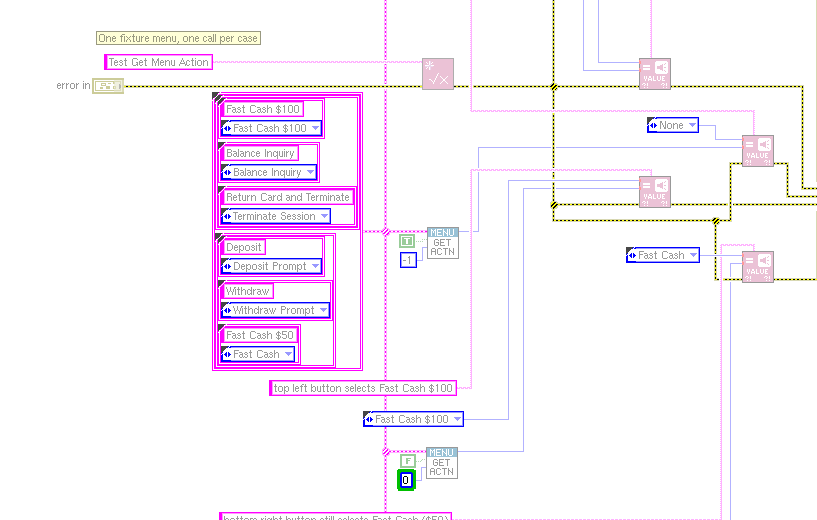 One fixture menu, one call per case
Test Get Menu Action
error in
Fast Cash $100
Fast Cash $100
Balance Inquiry
Balance Inquiry
Return Card and Terminate
Terminate Session
Deposit
Deposit Prompt
Withdraw
Withdraw Prompt
Fast Cash $50
Fast Cash
T
-1
MENU
GET
ACTN
top left button selects Fast Cash $100
Fast Cash $100
F
0
MENU
GET
ACTN
bottom right button still selects Fast Cash ($50)
√x
=
VALUE
None
=
VALUE
=
VALUE
Fast Cash
=
VALUE